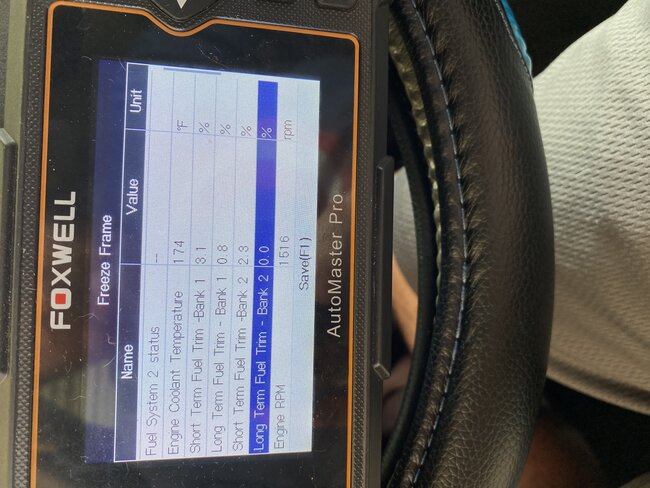 FOXWELL
Freeze Frame
Name Value Unit
Fuel System 2 status --
Engine Coolant Temperature 174 °F
Short Term Fuel Trim -Bank 1 3.1 %
Long Term Fuel Trim - Bank 1 0.8 %
Short Term Fuel Trim -Bank 2 2.3 %
Long Term Fuel Trim - Bank 2 0.0 %
Engine RPM 1516 rpm
Save(F1)
AutoMaster Pro